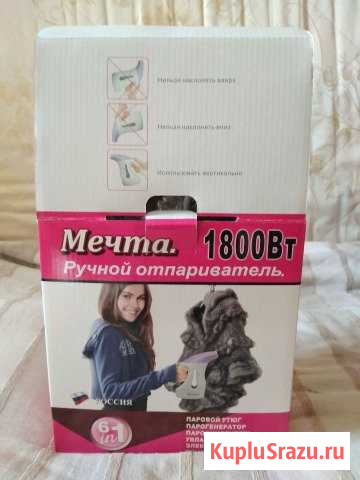 Нельзя наклонять вверх
Нельзя наклонять вниз
Использовать вертикально
Мечта.
1800Вт
Ручной отпариватель.
РОССИЯ
6 in 1
ПАРОВОЙ УТЮГ
ПАРОГЕНЕРАТОР
KupluSrazu.ru